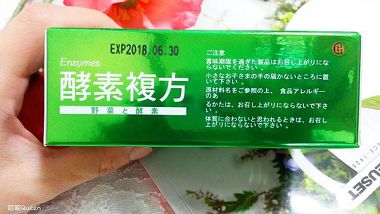 EXP2018.06.30
Enzymes
酵素複方
野菜と酵素
ご注意
賞味期限を過ぎた製品はお召し上がりに
ならないでください。
小さなお子さまの手の届かないところに置
いて下さい。
原材料名をご参照の上、食品アレルギー
のあ
るかたは、お召し上がりにならないで下さ
い。
体質に合わないと思われるときは、お召し
上がりにならないで下さい。